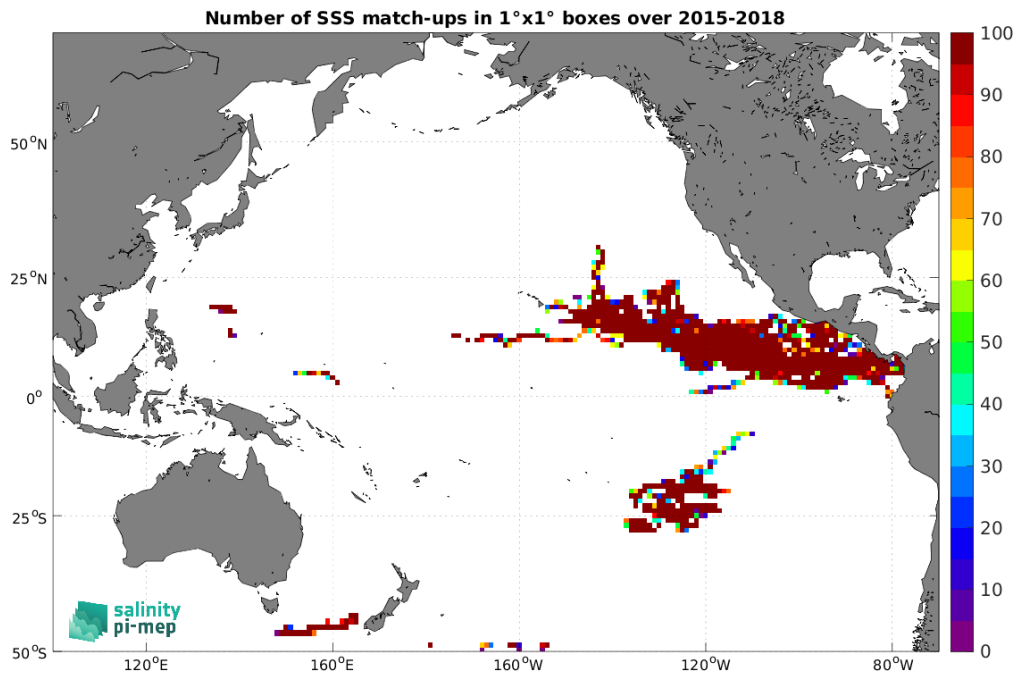 Number of SSS match-ups in 1°x1° boxes over 2015-2018
50°N
25°N
0°
25°S
50°S
120°E
160°E
160°W
120°W
80°W
100
90
80
70
60
50
40
30
20
10
0
salinity
pi-mep